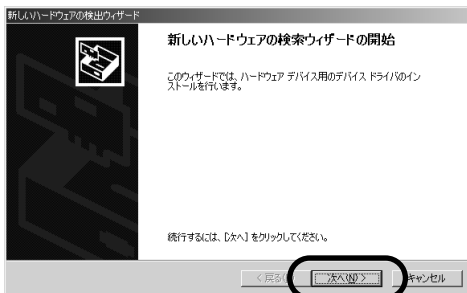 新しいハードウェアの検出ウィザード
新しいハードウェアの検索ウィザードの開始
このウィザードでは、ハードウェア デバイス用のデバイス ドライバのイン
ストールを行います。
続行するには、[次へ] をクリックしてください。
< 戻る(
次へ(N) >
キャンセル